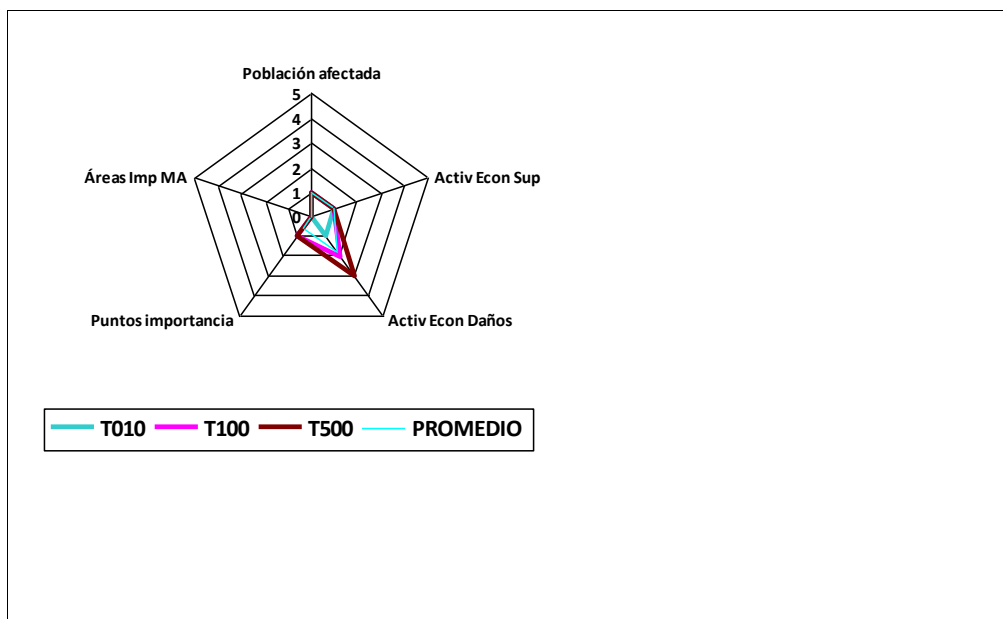 Población afectada
5
4
3
2
1
0
Áreas Imp MA
Activ Econ Sup
Puntos importancia
Activ Econ Daños
T010 T100 T500 PROMEDIO